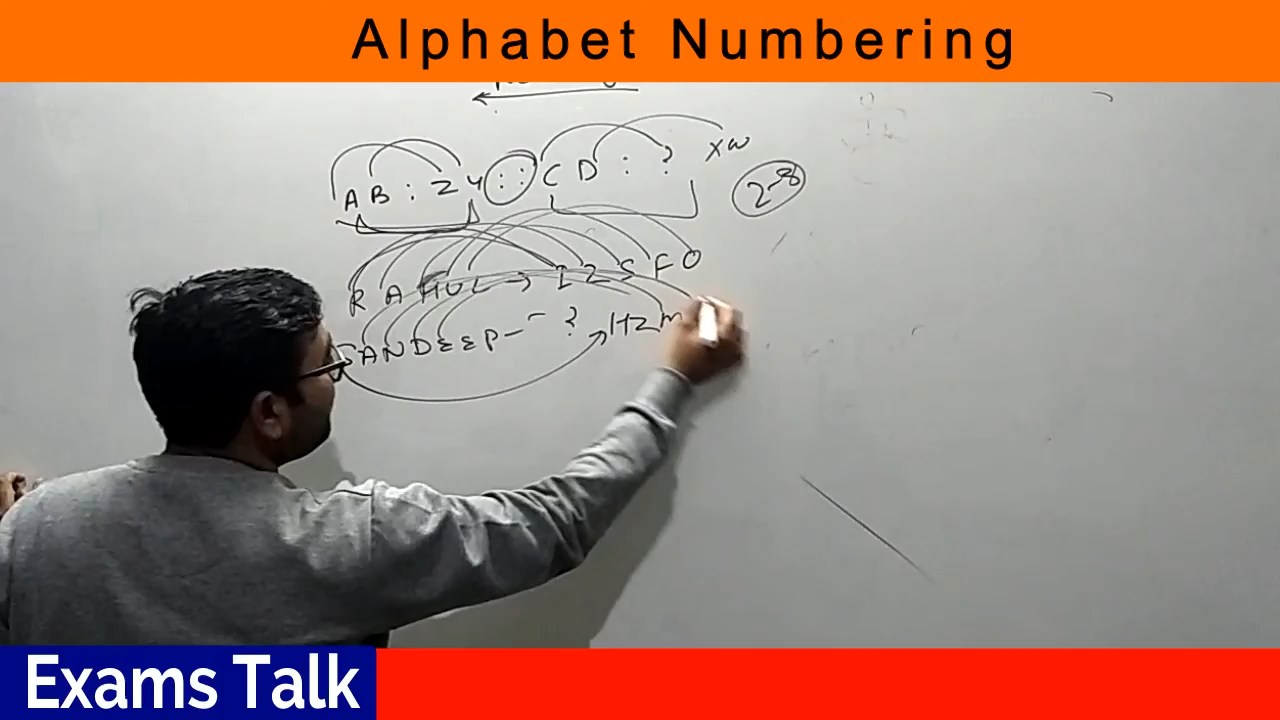 Alphabet Numbering
AB : ZY :: CD : ? XW
2-8
RAHUL → IZSFO
SANDEEP - - ? HZM
Exams Talk